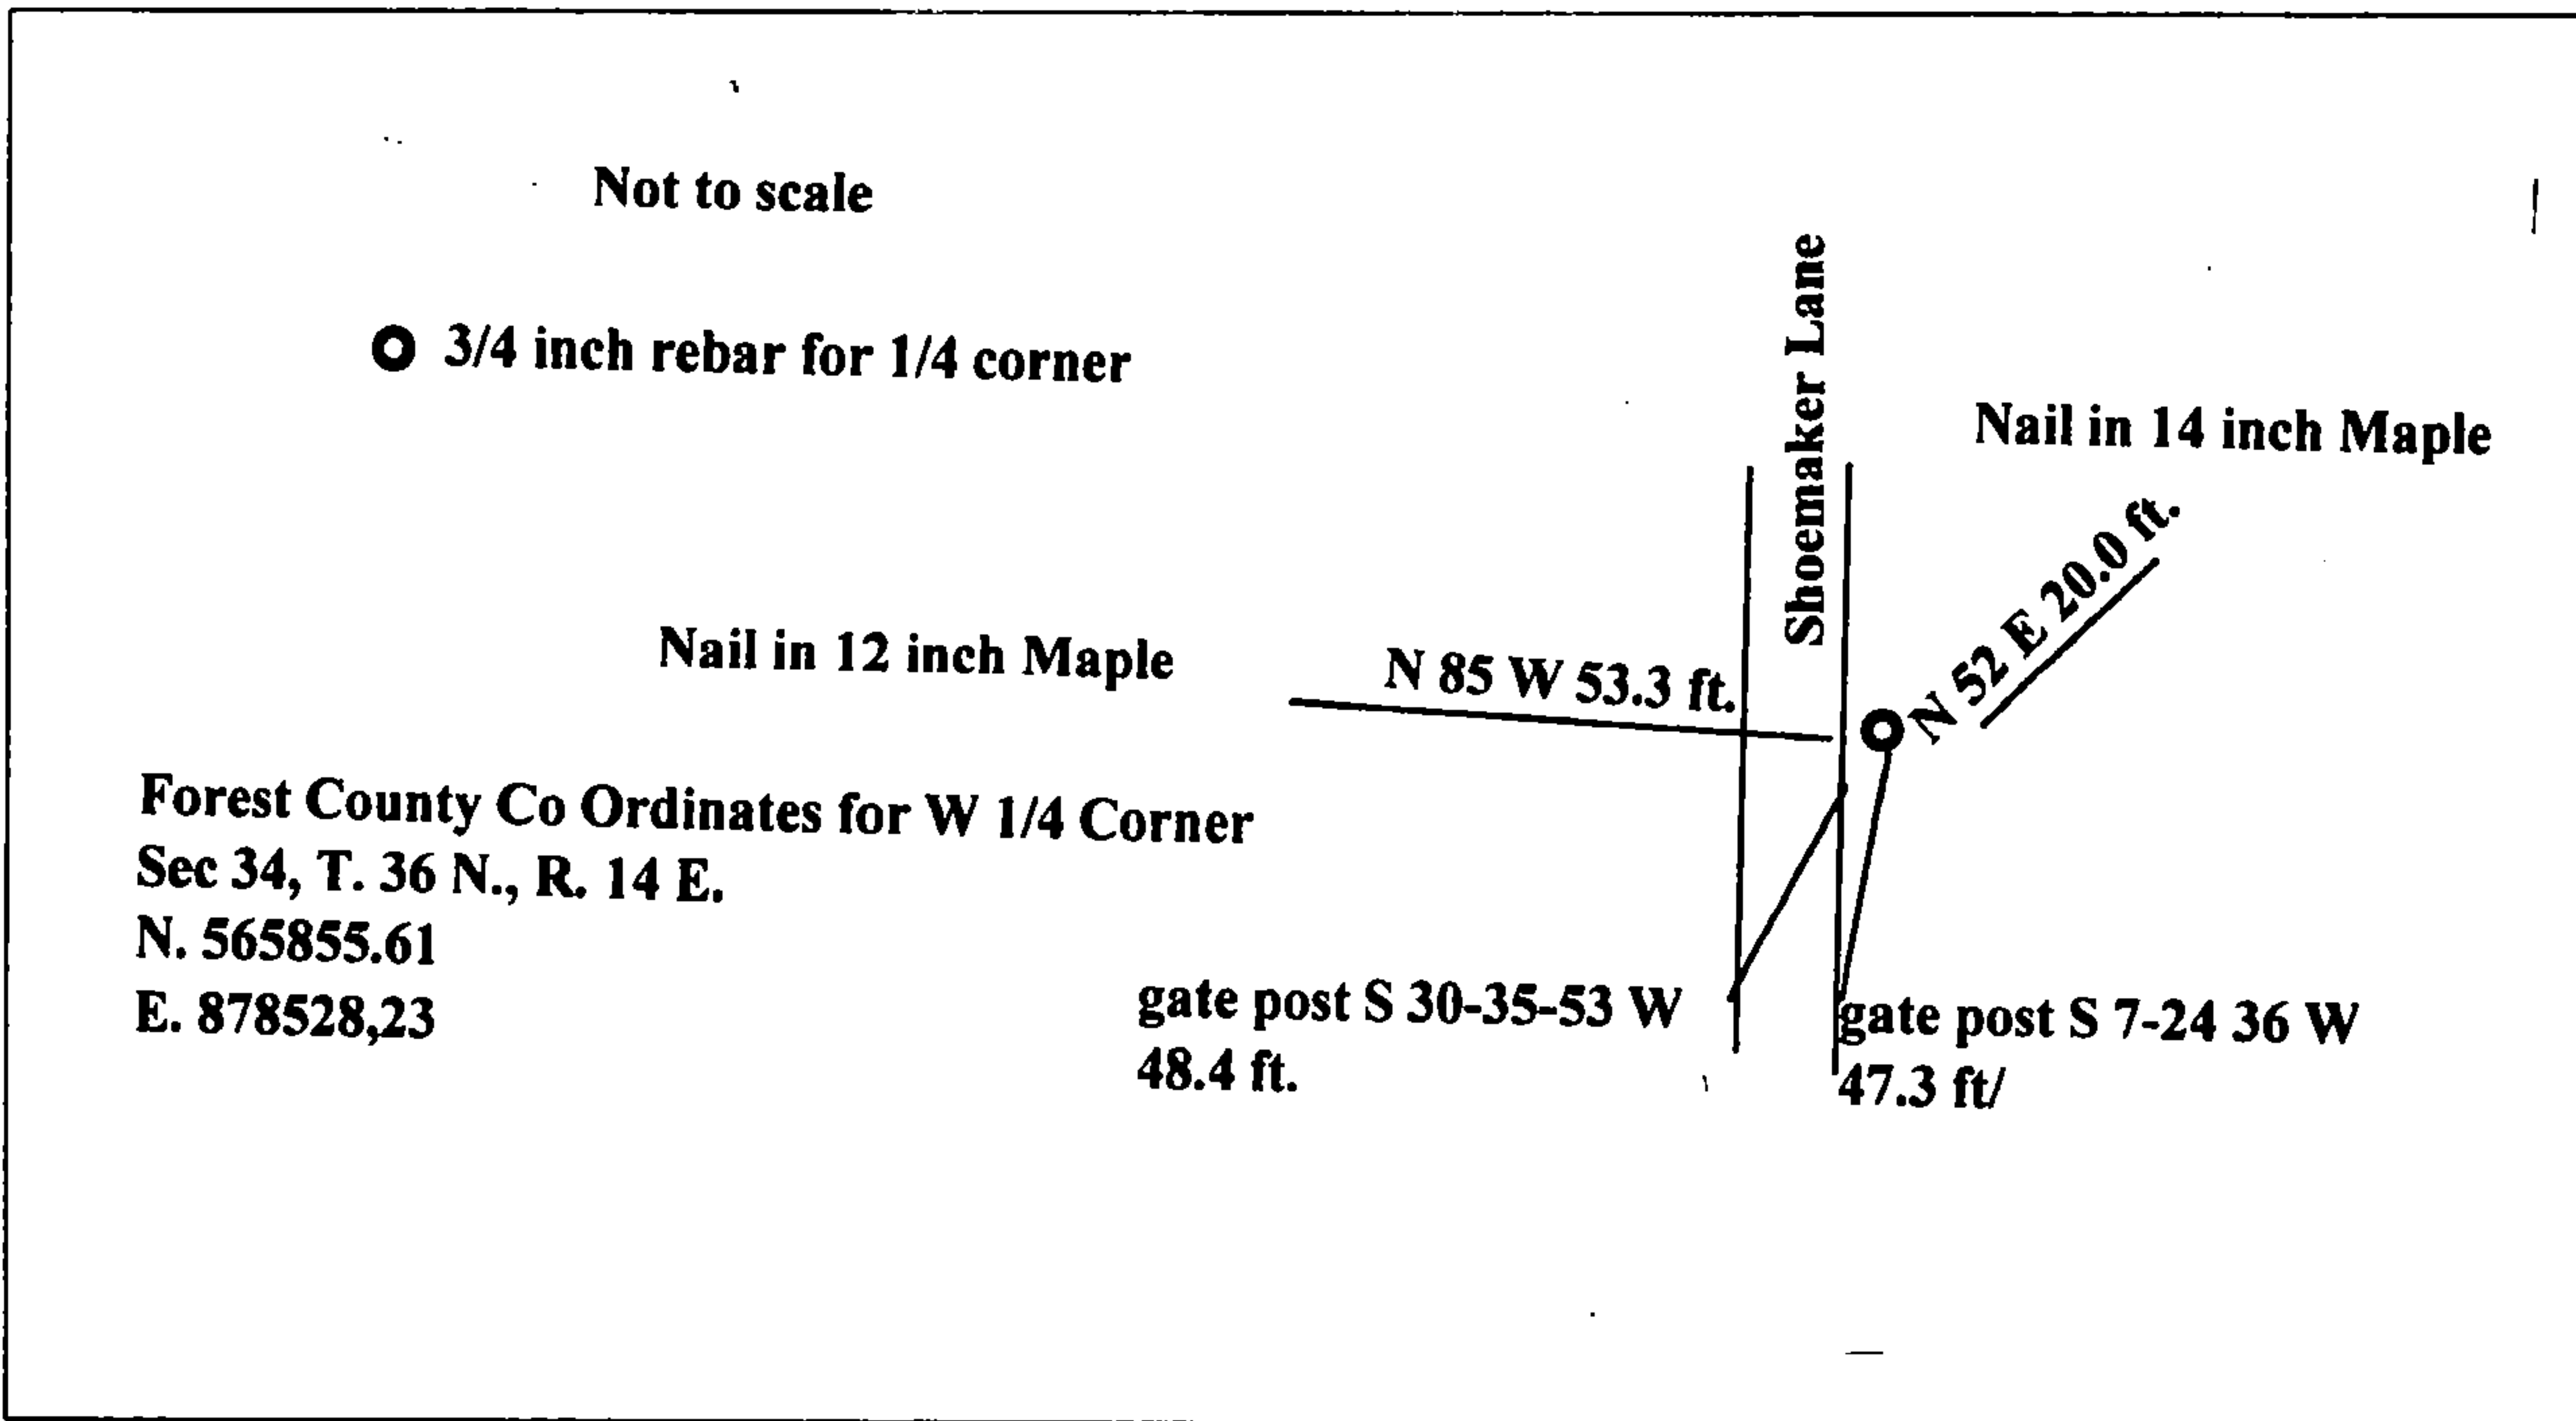 Not to scale
3/4 inch rebar for 1/4 corner
Shoemaker Lane
Nail in 14 inch Maple
N 52 E 20.0 ft.
Nail in 12 inch Maple
N 85 W 53.3 ft.
Forest County Co Ordinates for W 1/4 Corner
Sec 34, T. 36 N., R. 14 E.
N. 565855.61
E. 878528,23
gate post S 30-35-53 W
48.4 ft.
gate post S 7-24 36 W
47.3 ft/